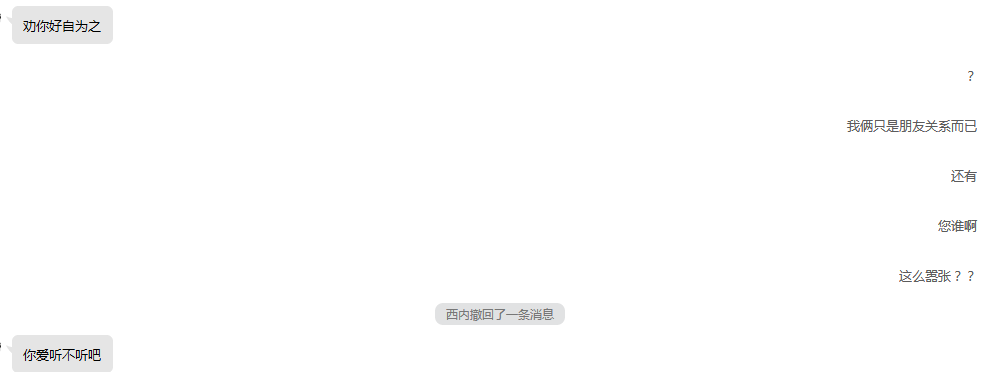 劝你好自为之
？
我俩只是朋友关系而已
还有
您谁啊
这么嚣张？？
西内撤回了一条消息
你爱听不听吧